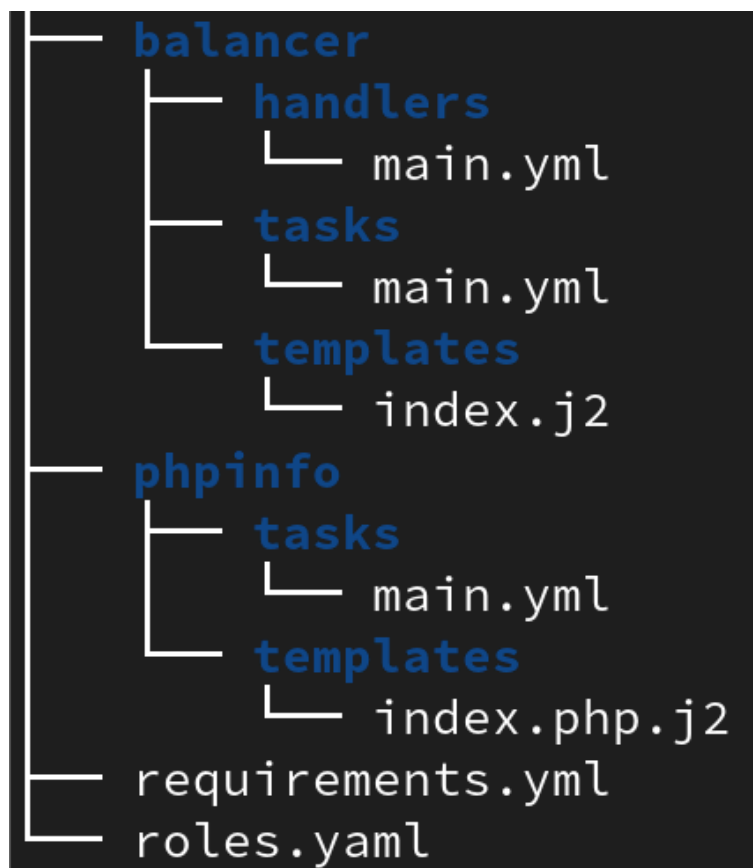 balancer
handlers
main.yml
tasks
main.yml
templates
index.j2
phpinfo
tasks
main.yml
templates
index.php.j2
requirements.yml
roles.yaml